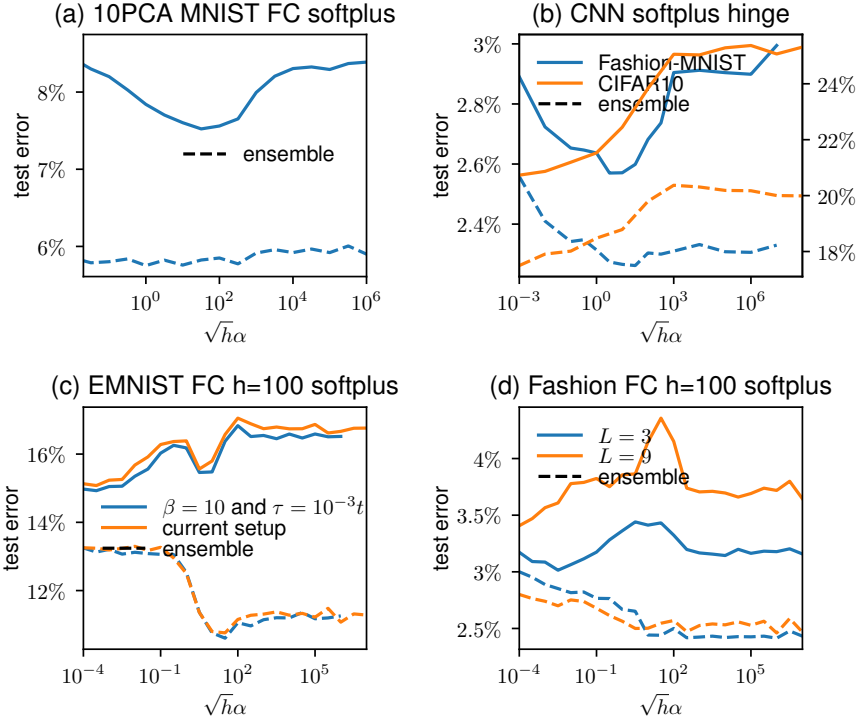 (a) 10PCA MNIST FC softplus
8%
7%
6%
test error
ensemble
10^0 10^2 10^4 10^6
√hα
(b) CNN softplus hinge
3%
2.8%
2.6%
2.4%
test error
Fashion-MNIST
CIFAR10
ensemble
24%
22%
20%
18%
10^−3 10^0 10^3 10^6
√hα
(c) EMNIST FC h=100 softplus
16%
14%
12%
test error
β = 10 and τ = 10^−3t
current setup
ensemble
10^−4 10^−1 10^2 10^5
√hα
(d) Fashion FC h=100 softplus
4%
3.5%
3%
2.5%
test error
L = 3
L = 9
ensemble
10^−4 10^−1 10^2 10^5
√hα